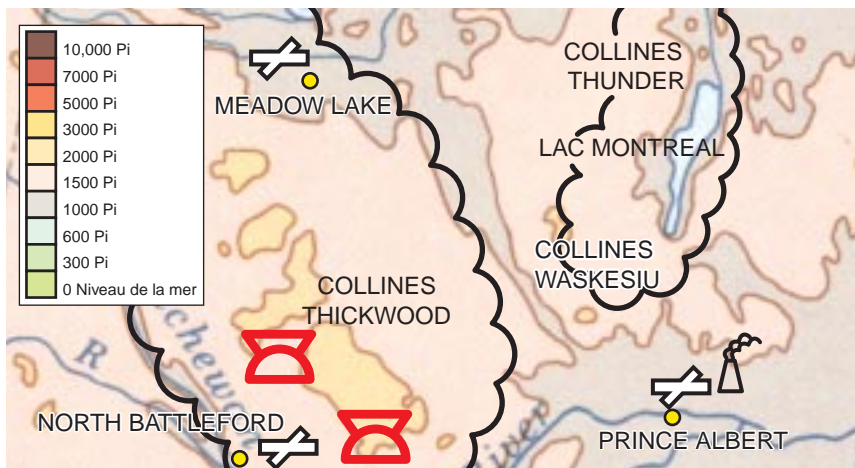 10,000 Pi
7000 Pi
5000 Pi
3000 Pi
2000 Pi
1500 Pi
1000 Pi
600 Pi
300 Pi
0 Niveau de la mer
MEADOW LAKE
COLLINES
THUNDER
LAC MONTREAL
COLLINES
WASKESIU
COLLINES
THICKWOOD
R
NORTH BATTLEFORD
PRINCE ALBERT